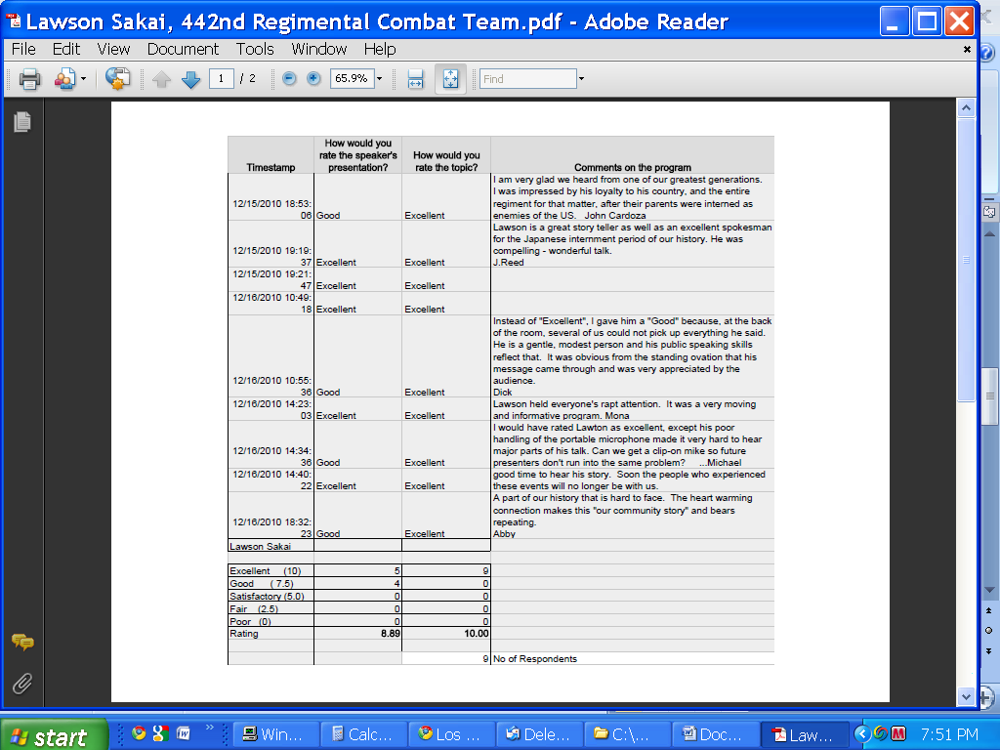 Lawson Sakai, 442nd Regimental Combat Team.pdf - Adobe Reader
File Edit View Document Tools Window Help
1 / 2 65.9% Find
Timestamp How would you rate the speaker's presentation? How would you rate the topic? Comments on the program
I am very glad we heard from one of our greatest generations.
I was impressed by his loyalty to his country, and the entire
12/15/2010 18:53: regiment for that matter, after their parents were interned as
06 Good Excellent enemies of the US. John Cardoza
Lawson is a great story teller as well as an excellent spokesman
for the Japanese internment period of our history. He was
12/15/2010 19:19: compelling - wonderful talk.
37 Excellent Excellent J.Reed
12/15/2010 19:21:
47 Excellent Excellent
12/16/2010 10:49:
18 Excellent Excellent
Instead of "Excellent", I gave him a "Good" because, at the back
of the room, several of us could not pick up everything he said.
He is a gentle, modest person and his public speaking skills
reflect that. It was obvious from the standing ovation that his
message came through and was very appreciated by the
12/16/2010 10:55: audience.
36 Good Excellent Dick
12/16/2010 14:23: Lawson held everyone's rapt attention. It was a very moving
03 Excellent Excellent and informative program. Mona
I would have rated Lawton as excellent, except his poor
handling of the portable microphone made it very hard to hear
12/16/2010 14:34: major parts of his talk. Can we get a clip-on mike so future
36 Good Excellent presenters don't run into the same problem? ...Michael
12/16/2010 14:40: good time to hear his story. Soon the people who experienced
22 Excellent Excellent these events will no longer be with us.
A part of our history that is hard to face. The heart warming
connection makes this "our community story" and bears
12/16/2010 18:32: repeating.
23 Good Excellent Abby
Lawson Sakai
Excellent (10) 5 9
Good ( 7.5) 4 0
Satisfactory (5.0) 0 0
Fair (2.5) 0 0
Poor (0) 0 0
Rating 8.89 10.00
9 No of Respondents
start Win... Calc... Los ... Dele... C:\... Doc... Law... 7:51 PM